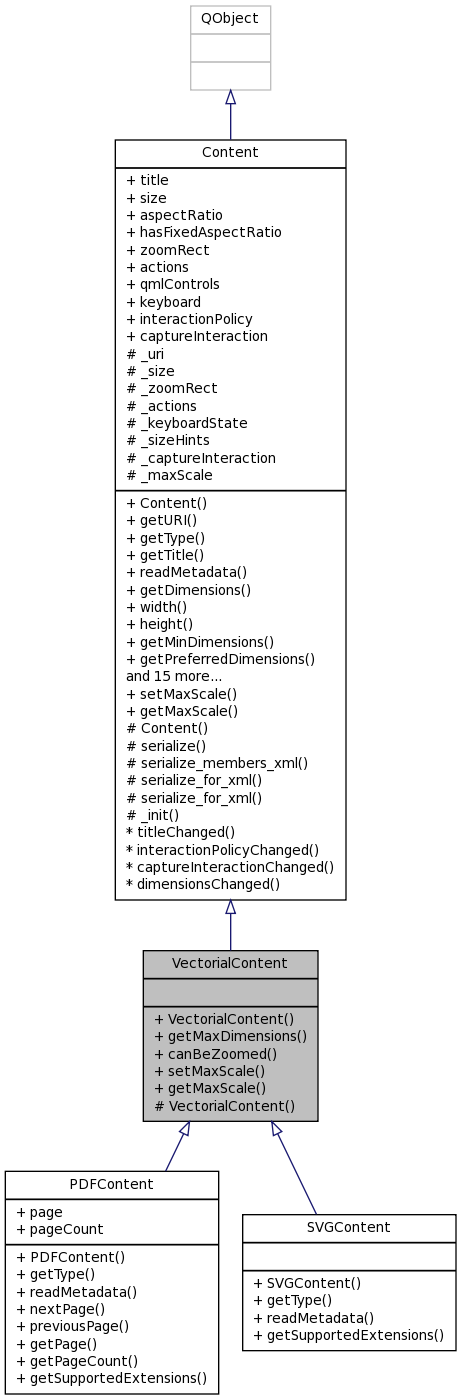 QObject
Content
+ title
+ size
+ aspectRatio
+ hasFixedAspectRatio
+ zoomRect
+ actions
+ qmlControls
+ keyboard
+ interactionPolicy
+ captureInteraction
# _uri
# _size
# _zoomRect
# _actions
# _keyboardState
# _sizeHints
# _captureInteraction
# _maxScale
+ Content()
+ getURI()
+ getType()
+ getTitle()
+ readMetadata()
+ getDimensions()
+ width()
+ height()
+ getMinDimensions()
+ getPreferredDimensions()
and 15 more...
+ setMaxScale()
+ getMaxScale()
# Content()
# serialize()
# serialize_members_xml()
# serialize_for_xml()
# serialize_for_xml()
# _init()
* titleChanged()
* interactionPolicyChanged()
* captureInteractionChanged()
* dimensionsChanged()
VectorialContent
+ VectorialContent()
+ getMaxDimensions()
+ canBeZoomed()
+ setMaxScale()
+ getMaxScale()
# VectorialContent()
PDFContent
+ page
+ pageCount
+ PDFContent()
+ getType()
+ readMetadata()
+ nextPage()
+ previousPage()
+ getPage()
+ getPageCount()
+ getSupportedExtensions()
SVGContent
+ SVGContent()
+ getType()
+ readMetadata()
+ getSupportedExtensions()